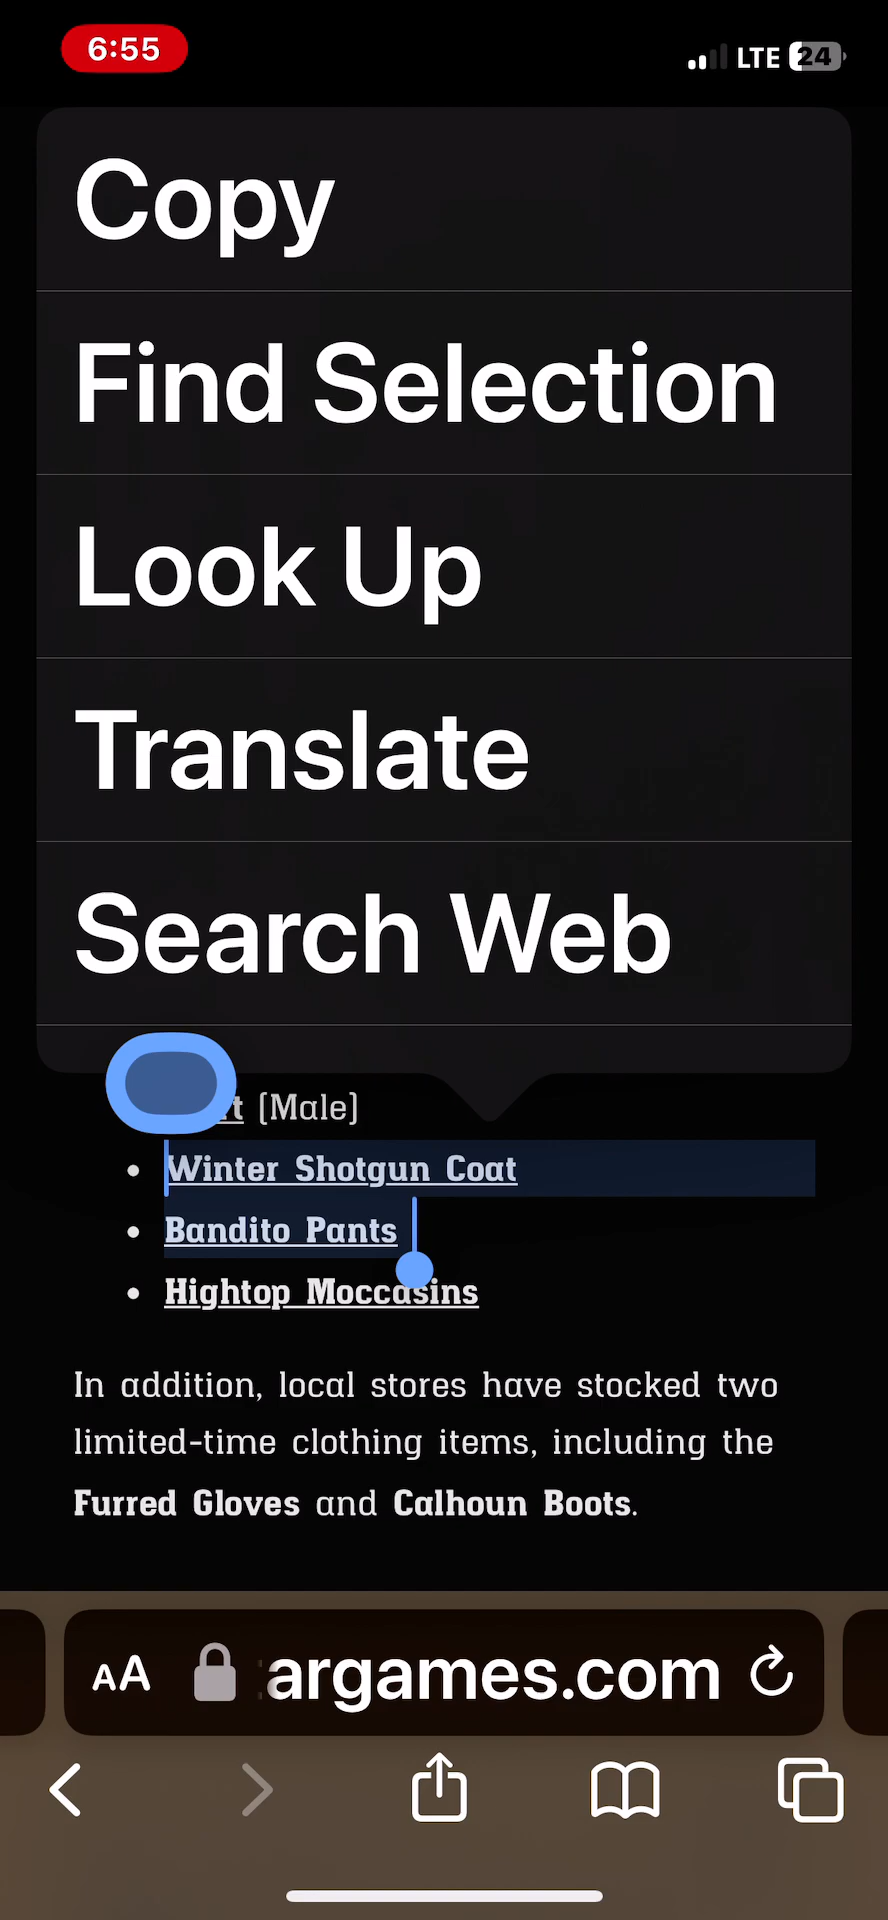 6:55
LTE 24
Copy
Find Selection
Look Up
Translate
Search Web
[Male]
Winter Shotgun Coat
Bandito Pants
Hightop Moccasins
In addition, local stores have stocked two
limited-time clothing items, including the
Furred Gloves and Calhoun Boots.
AA argames.com